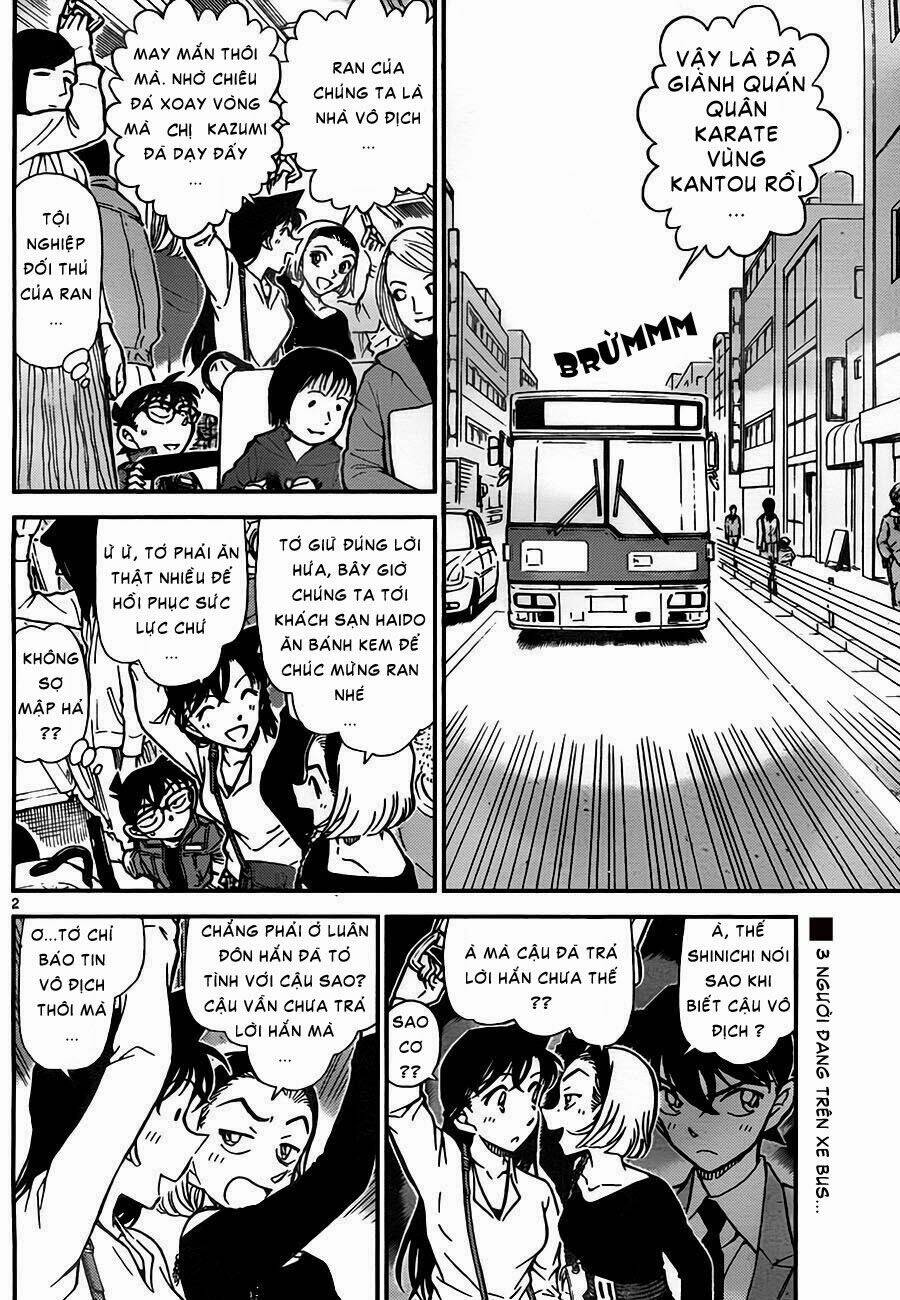 VẬY LÀ ĐÃ
GIÀNH QUÁN
QUÂN
KARATE
VÙNG
KANTOU RỒI
...
BRỪMMM
RAN CỦA
CHÚNG TA LÀ
NHÀ VÔ ĐỊCH
...
MAY MẮN THÔI
MÀ. NHỜ CHIÊU
ĐÁ XOAY VÒNG
MÀ CHỊ KAZUMI
ĐÃ DẠY ĐẤY
...
TỘI
NGHIỆP
ĐỐI THỦ
CỦA RAN
...
TỚ GIỮ ĐÚNG LỜI
HỨA, BÂY GIỜ
CHÚNG TA TỚI
KHÁCH SẠN HAIDO
ĂN BÁNH KEM ĐỂ
CHÚC MỪNG RAN
NHÉ
...
Ừ Ừ, TỚ PHẢI ĂN
THẬT NHIỀU ĐỂ
HỒI PHỤC SỨC
LỰC CHỨ
...
KHÔNG
SỢ
MẬP HẢ
??
2
3 NGƯỜI ĐANG TRÊN XE BUS...
À, THẾ
SHINICHI NÓI
SAO KHI
BIẾT CẬU VÔ
ĐỊCH ?
À MÀ CẬU ĐÃ TRẢ
LỜI HẮN CHƯA
THẾ
??
SAO
CƠ
??
CHẲNG PHẢI Ở LUÂN
ĐÔN HẮN ĐÃ TỎ
TÌNH VỚI CẬU SAO?
CẬU VẪN CHƯA TRẢ
LỜI HẮN MÀ
...
Ơ...TỚ CHỈ
BÁO TIN
VÔ ĐỊCH
THÔI MÀ